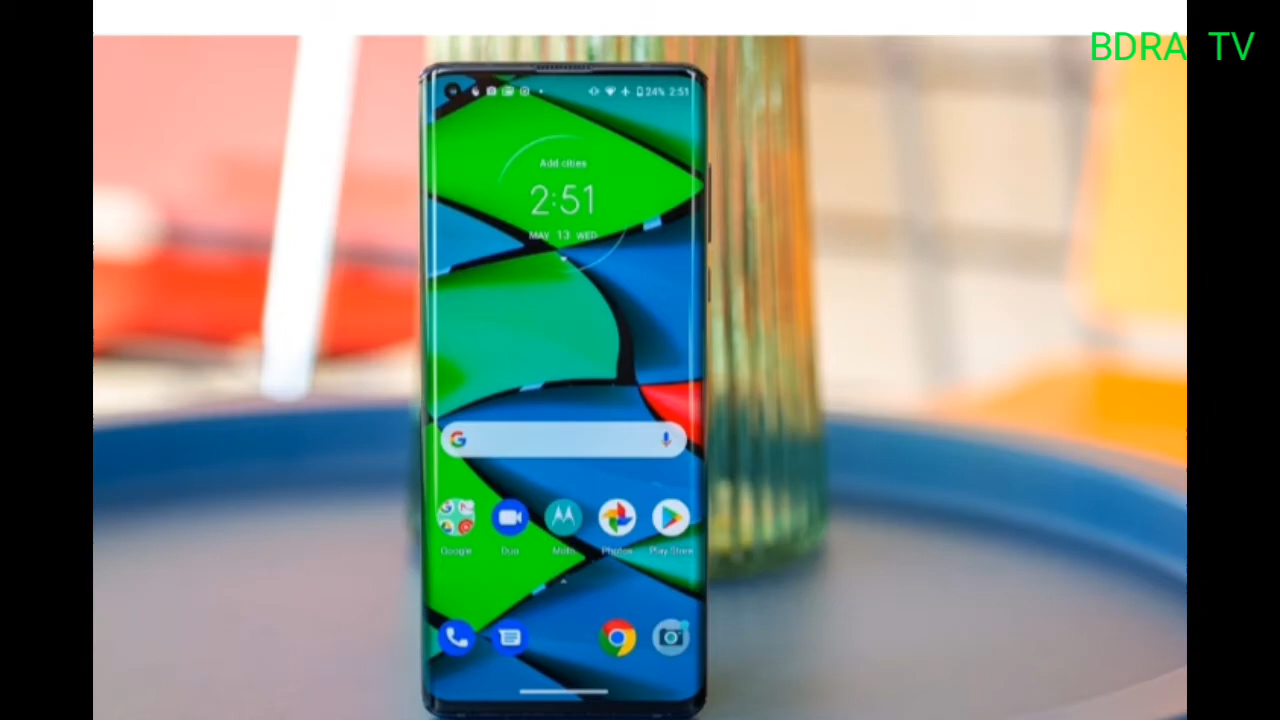 BDRA TV
24% 2:51
Add cities
2:51
MAY 13 WED
Google Duo Moto Photos Play Store